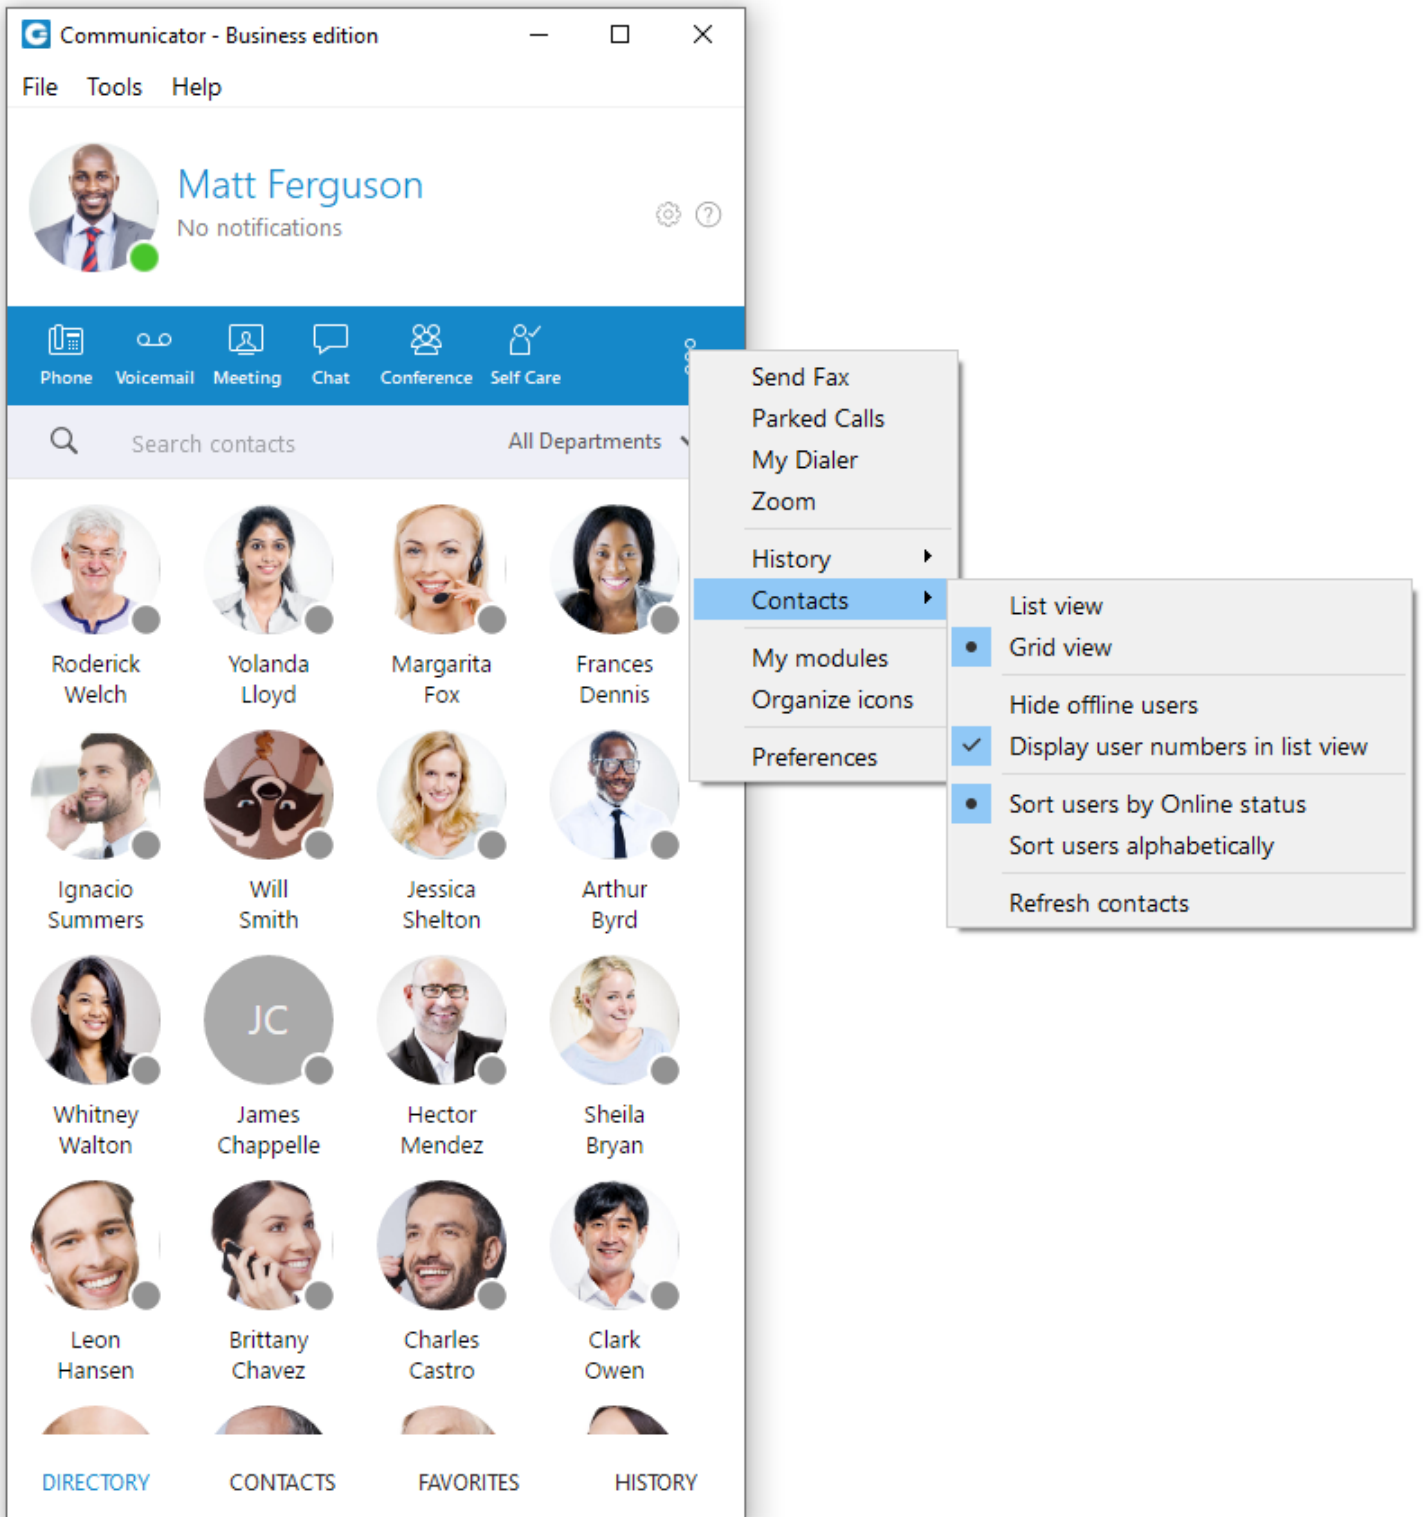 Communicator - Business edition
File Tools Help
Matt Ferguson
No notifications
Phone Voicemail Meeting Chat Conference Self Care
Search contacts All Departments
Send Fax
Parked Calls
My Dialer
Zoom
History
Contacts
My modules
Organize icons
Preferences
List view
Grid view
Hide offline users
Display user numbers in list view
Sort users by Online status
Sort users alphabetically
Refresh contacts
Roderick
Welch
Yolanda
Lloyd
Margarita
Fox
Frances
Dennis
Ignacio
Summers
Will
Smith
Jessica
Shelton
Arthur
Byrd
Whitney
Walton
JC
James
Chappelle
Hector
Mendez
Sheila
Bryan
Leon
Hansen
Brittany
Chavez
Charles
Castro
Clark
Owen
DIRECTORY CONTACTS FAVORITES HISTORY